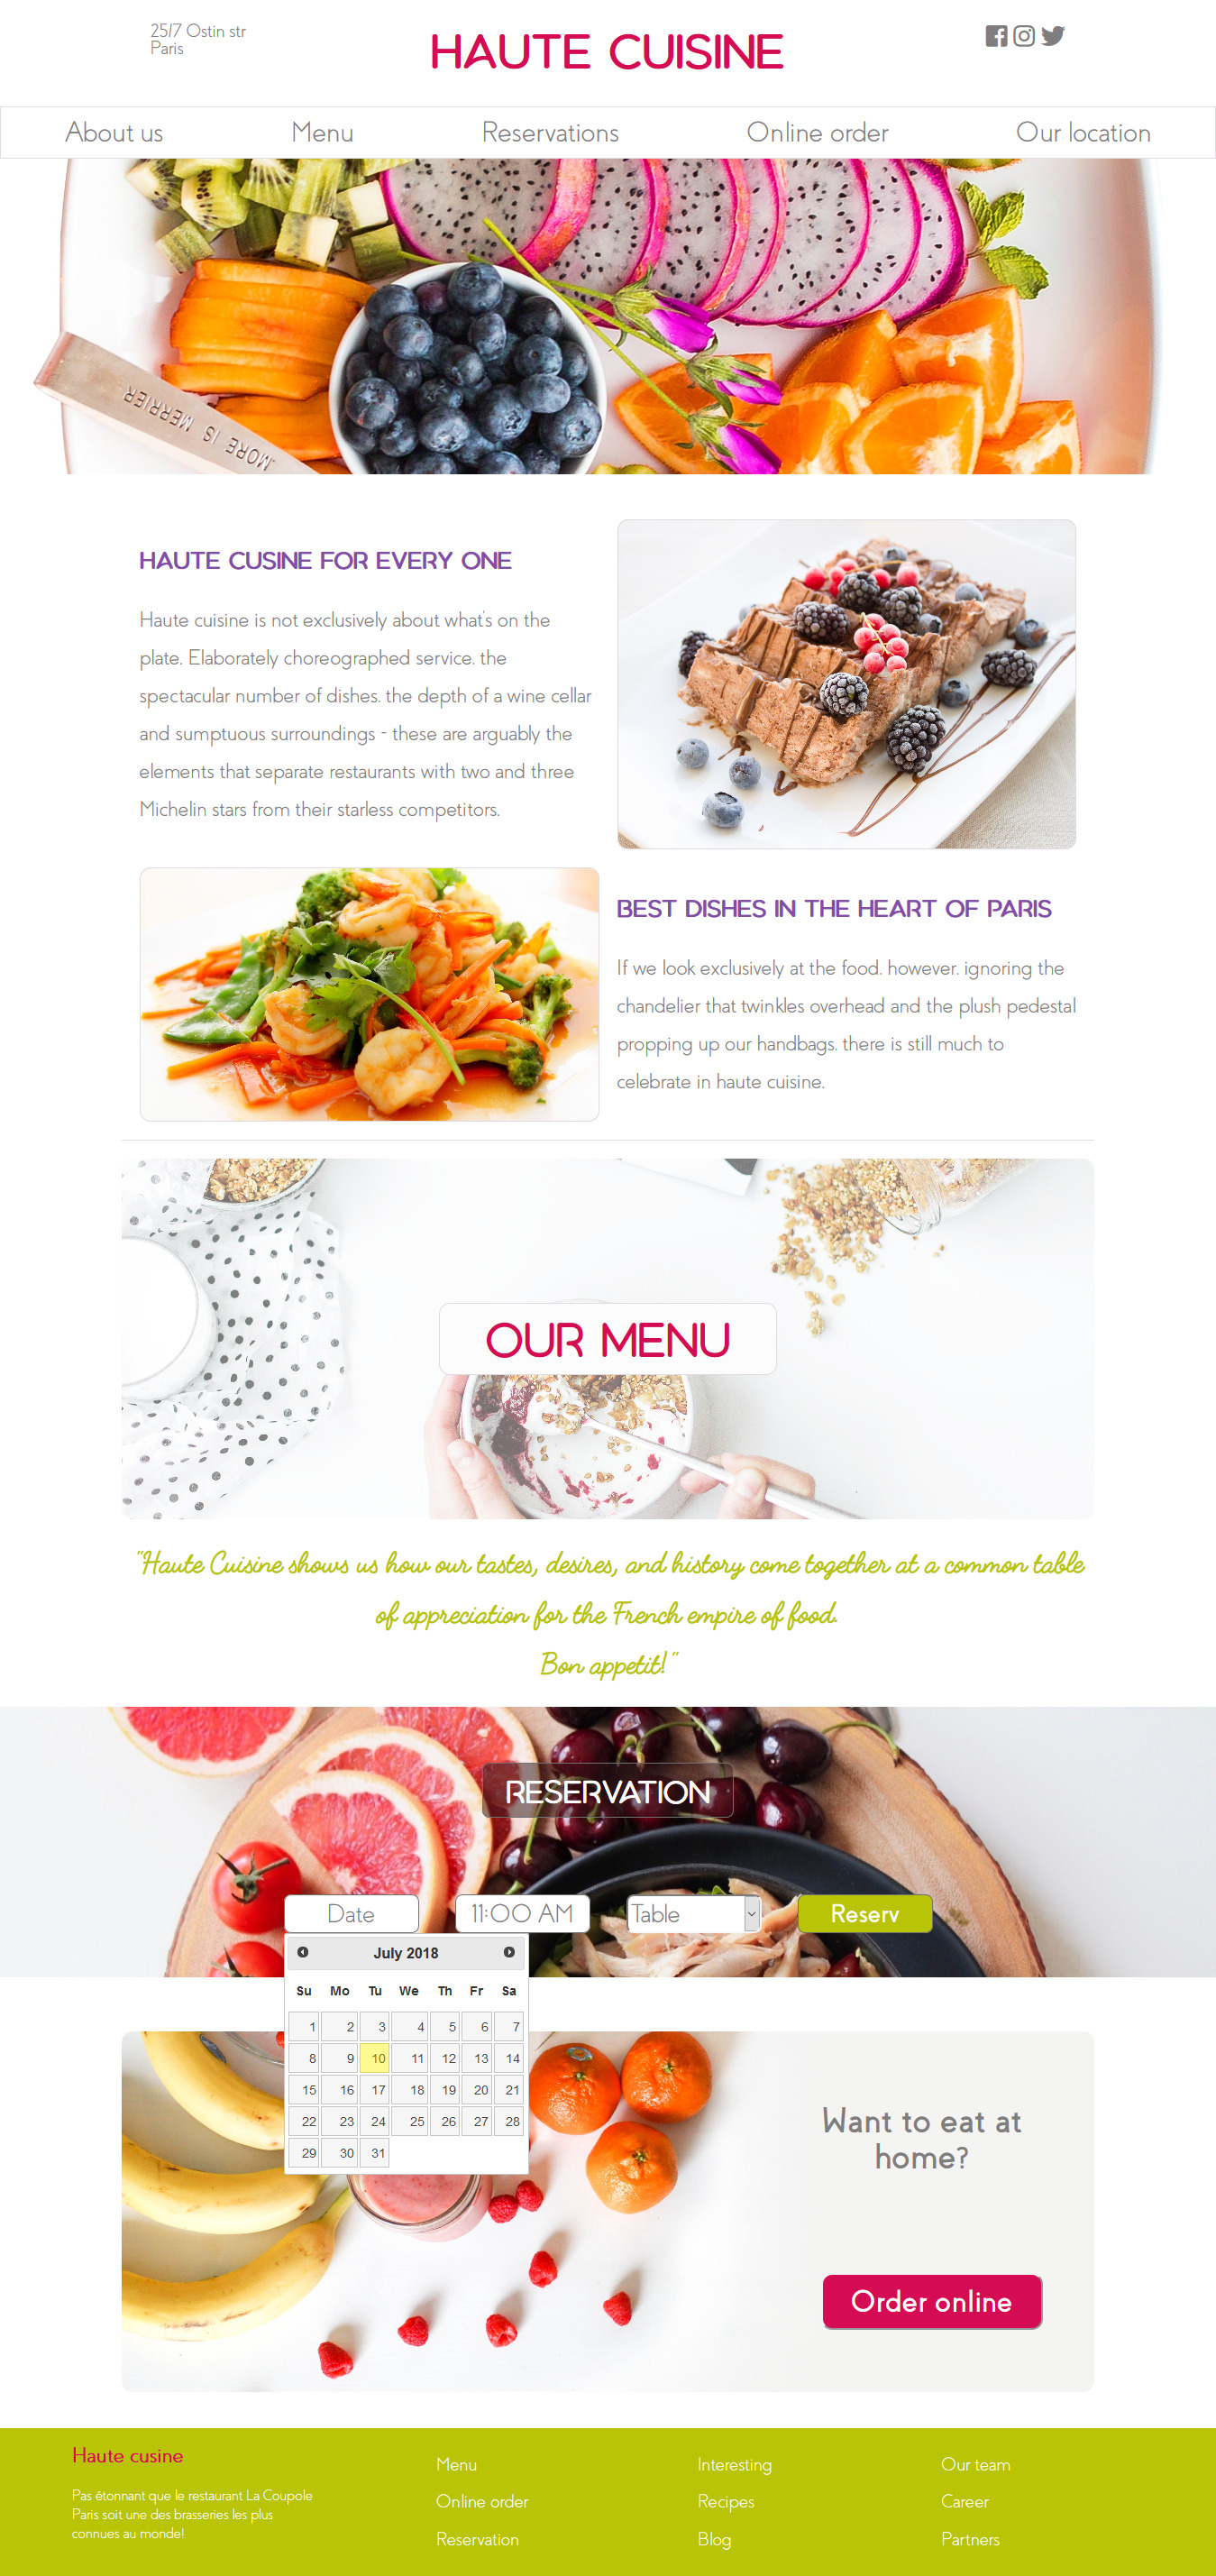 25/7 Ostin str
Paris
HAUTE CUISINE
About us Menu Reservations Online order Our location
MORE IS MERRIER
HAUTE CUSINE FOR EVERY ONE
Haute cuisine is not exclusively about what's on the
plate. Elaborately choreographed service. the
spectacular number of dishes. the depth of a wine cellar
and sumptuous surroundings - these are arguably the
elements that separate restaurants with two and three
Michelin stars from their starless competitors.
BEST DISHES IN THE HEART OF PARIS
If we look exclusively at the food. however. ignoring the
chandelier that twinkles overhead and the plush pedestal
propping up our handbags. there is still much to
celebrate in haute cuisine.
OUR MENU
"Haute Cuisine shows us how our tastes, desires, and history come together at a common table
of appreciation for the French empire of food.
Bon appetit! "
RESERVATION
Date 11:00 AM Table Reserv
July 2018
Su Mo Tu We Th Fr Sa
1 2 3 4 5 6 7
8 9 10 11 12 13 14
15 16 17 18 19 20 21
22 23 24 25 26 27 28
29 30 31
Want to eat at
home?
Order online
Haute cusine
Pas étonnant que le restaurant La Coupole
Paris soit une des brasseries les plus
connues au monde!
Menu
Online order
Reservation
Interesting
Recipes
Blog
Our team
Career
Partners